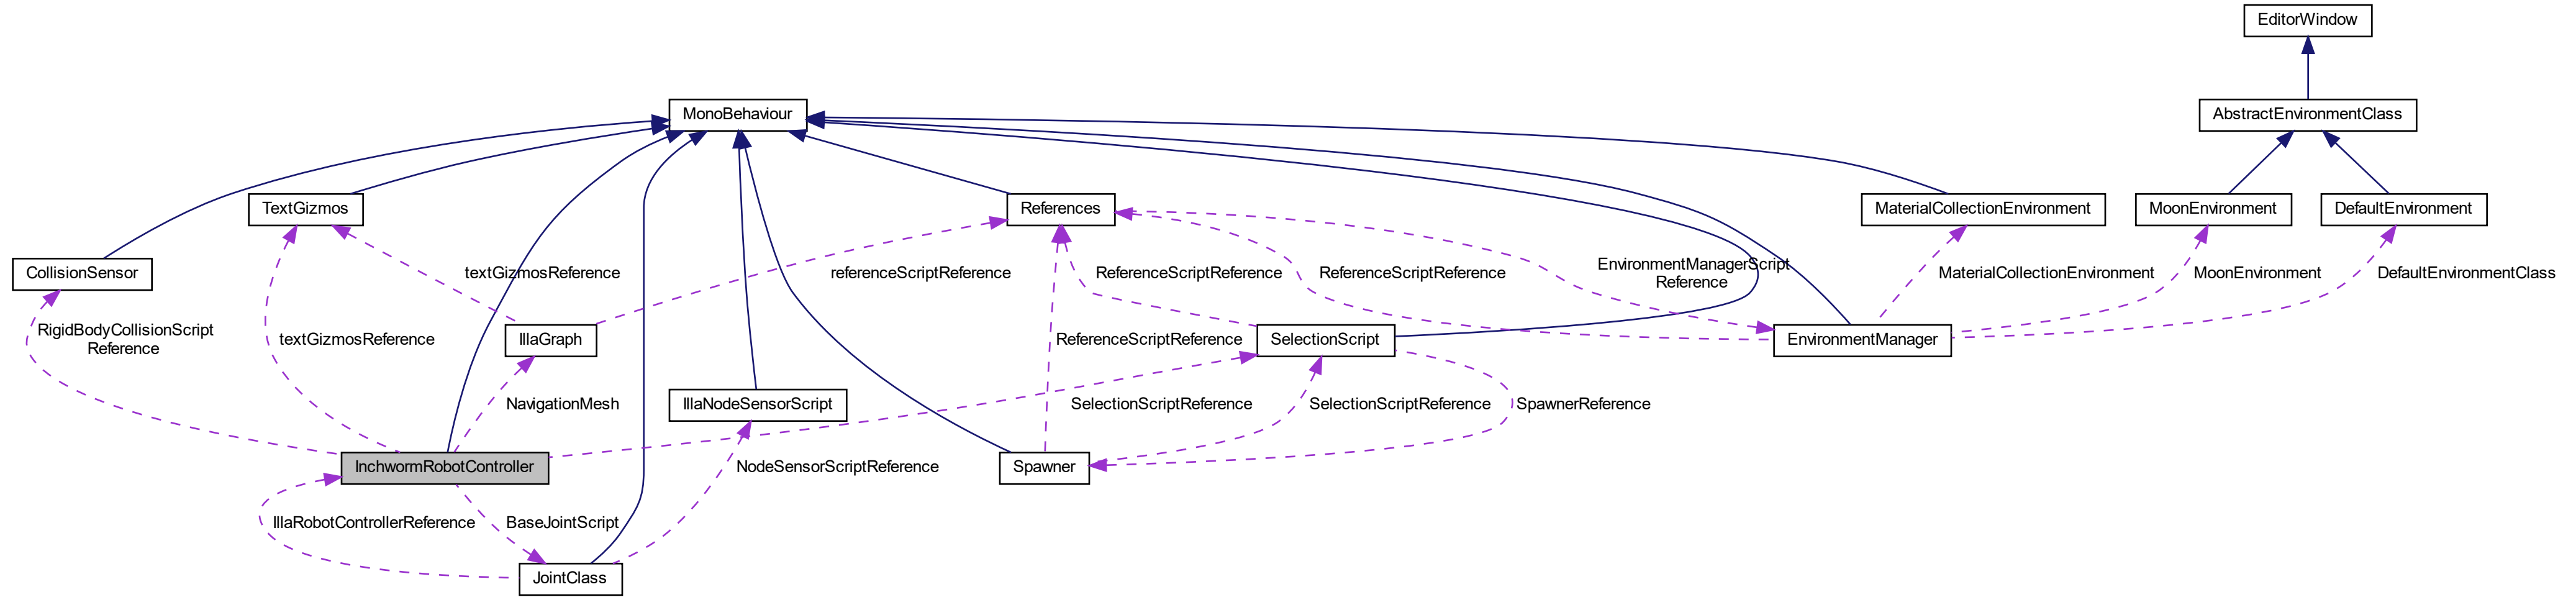 EditorWindow
MonoBehaviour
AbstractEnvironmentClass
TextGizmos
References
MaterialCollectionEnvironment
MoonEnvironment
DefaultEnvironment
CollisionSensor
textGizmosReference
referenceScriptReference
ReferenceScriptReference
ReferenceScriptReference
EnvironmentManagerScript
Reference
MaterialCollectionEnvironment
MoonEnvironment
DefaultEnvironmentClass
RigidBodyCollisionScript
Reference
textGizmosReference
IllaGraph
ReferenceScriptReference
SelectionScript
EnvironmentManager
NavigationMesh
IllaNodeSensorScript
SelectionScriptReference
SelectionScriptReference
SpawnerReference
InchwormRobotController
NodeSensorScriptReference
Spawner
IllaRobotControllerReference
BaseJointScript
JointClass